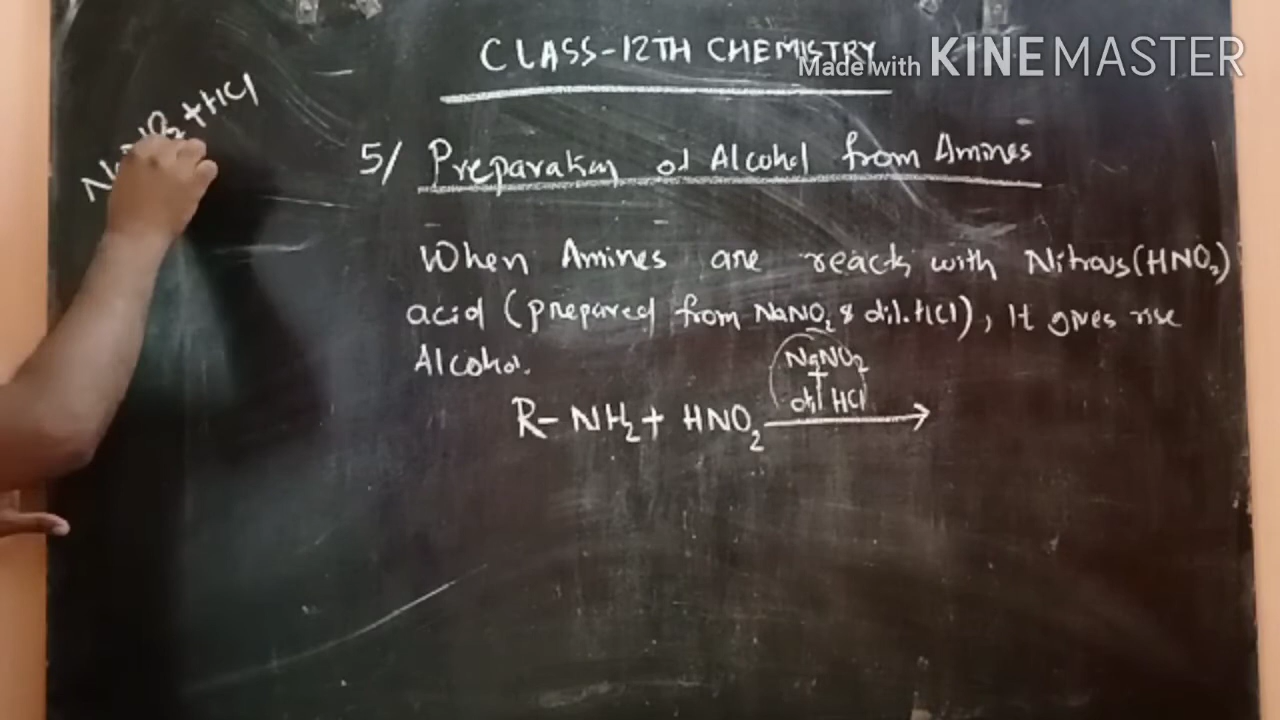 CLASS-12TH CHEMISTRY
Made with KINEMASTER
+HCl
5/ Preparation of Alcohol from Amines
When Amines are reacts with Nitrous (HNO2)
acid (prepared from NaNO2 & dil. HCl), It gives rise
Alcohol.
NaNO2
+
dil HCl
R-NH2 + HNO2 →